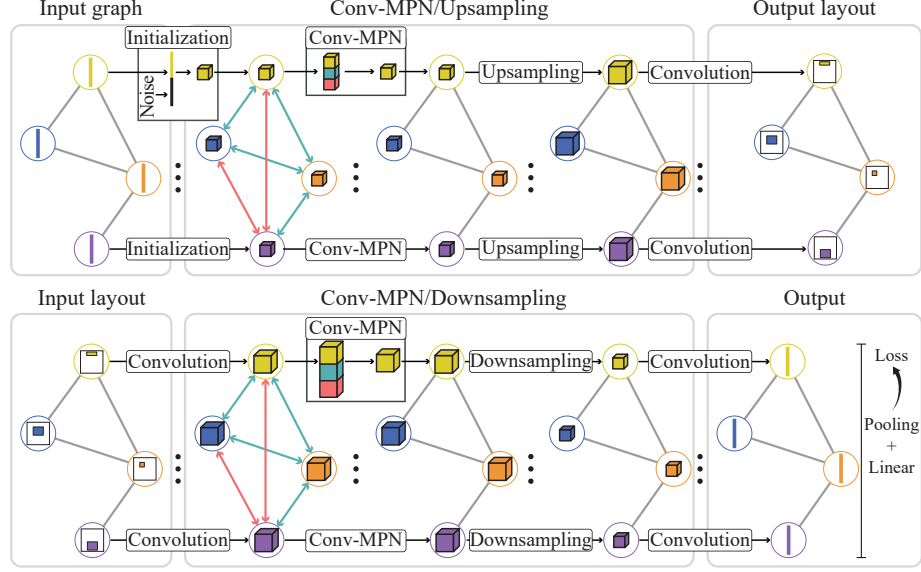 Input graph
Conv-MPN/Upsampling
Output layout
Initialization
Noise
Conv-MPN
Upsampling
Convolution
Initialization
Conv-MPN
Upsampling
Convolution
Input layout
Conv-MPN/Downsampling
Output
Conv-MPN
Convolution
Downsampling
Convolution
Loss
Pooling
+
Linear
Convolution
Conv-MPN
Downsampling
Convolution